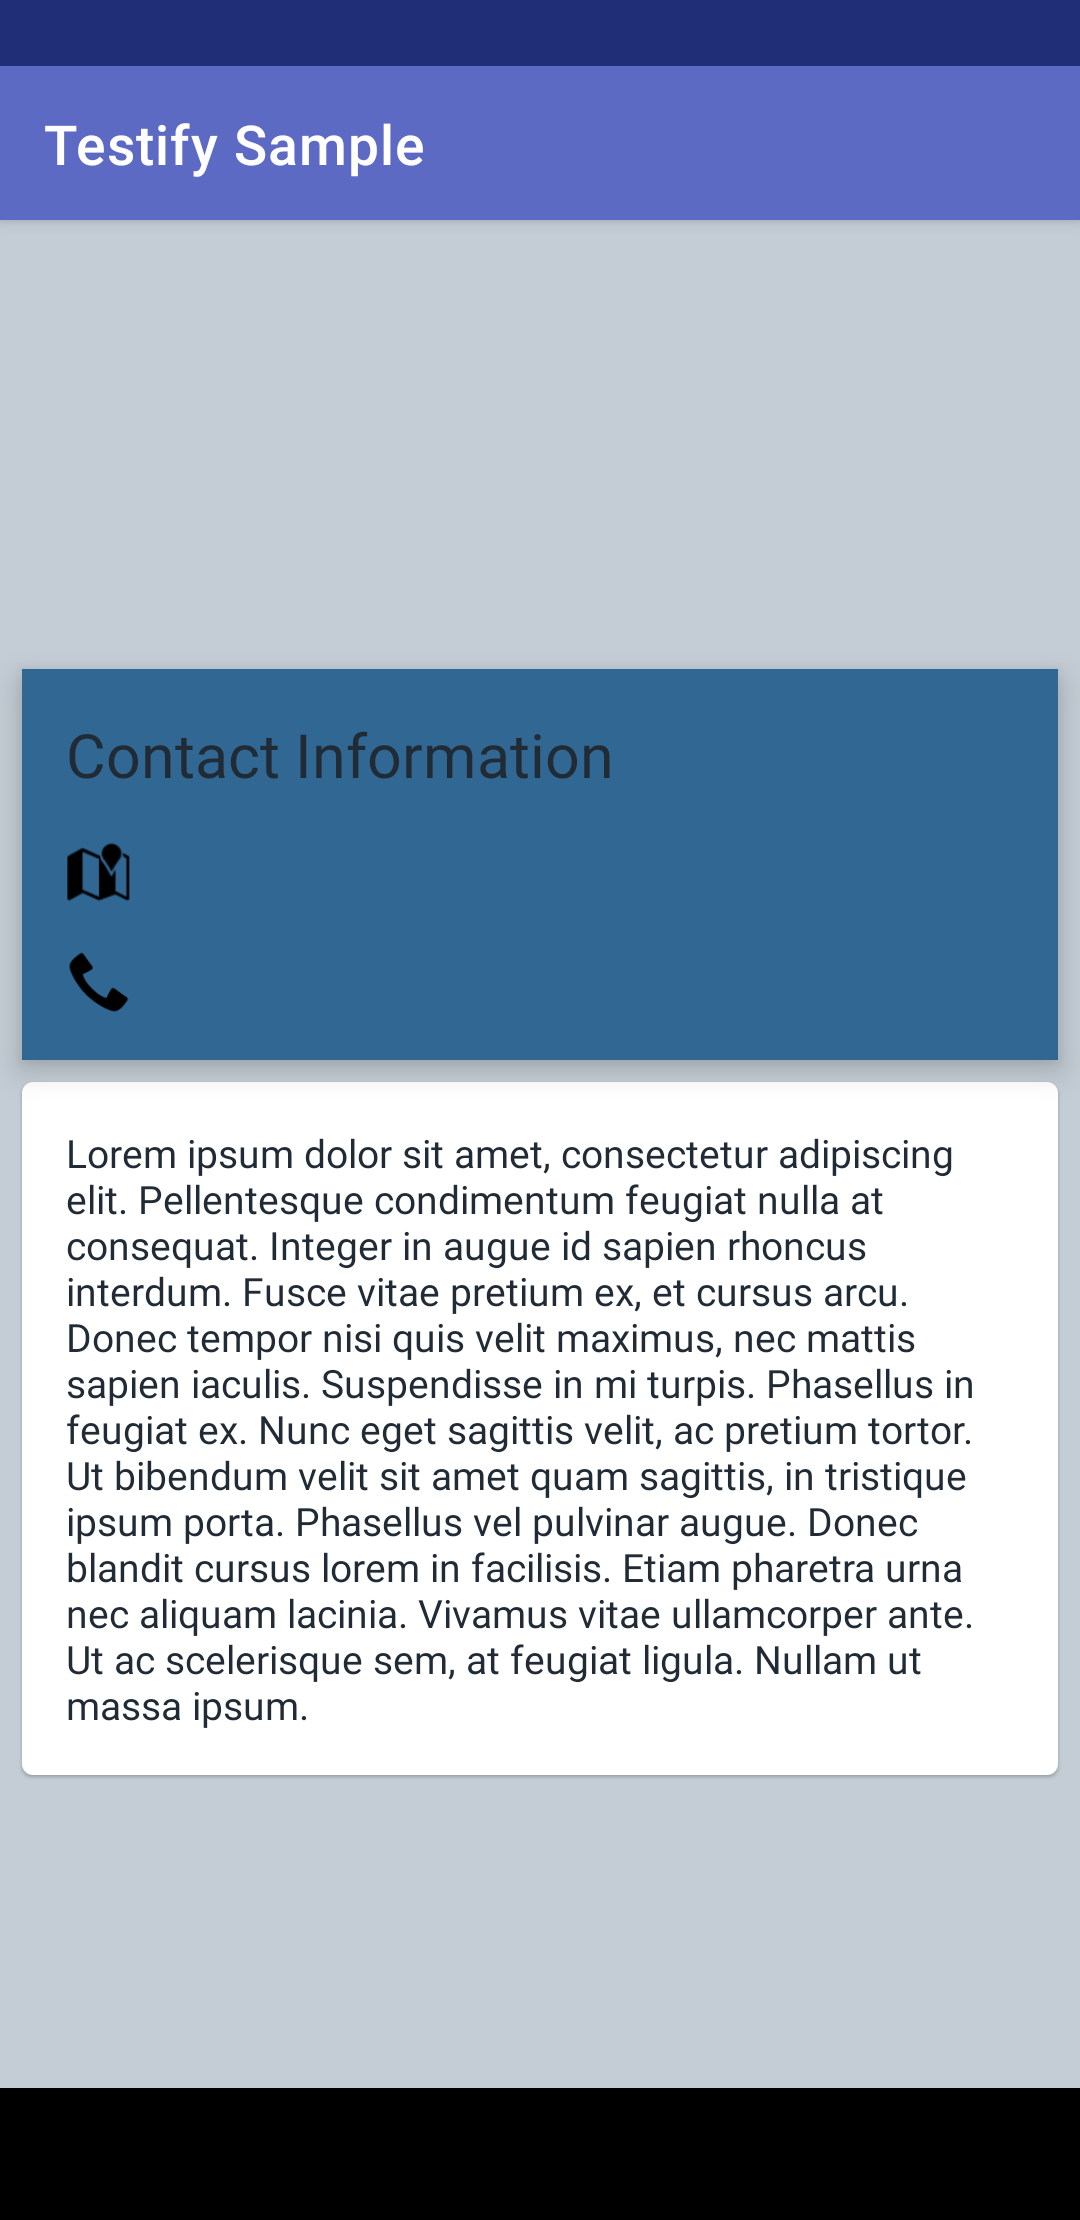 Testify Sample
Contact Information
Lorem ipsum dolor sit amet, consectetur adipiscing
elit. Pellentesque condimentum feugiat nulla at
consequat. Integer in augue id sapien rhoncus
interdum. Fusce vitae pretium ex, et cursus arcu.
Donec tempor nisi quis velit maximus, nec mattis
sapien iaculis. Suspendisse in mi turpis. Phasellus in
feugiat ex. Nunc eget sagittis velit, ac pretium tortor.
Ut bibendum velit sit amet quam sagittis, in tristique
ipsum porta. Phasellus vel pulvinar augue. Donec
blandit cursus lorem in facilisis. Etiam pharetra urna
nec aliquam lacinia. Vivamus vitae ullamcorper ante.
Ut ac scelerisque sem, at feugiat ligula. Nullam ut
massa ipsum.